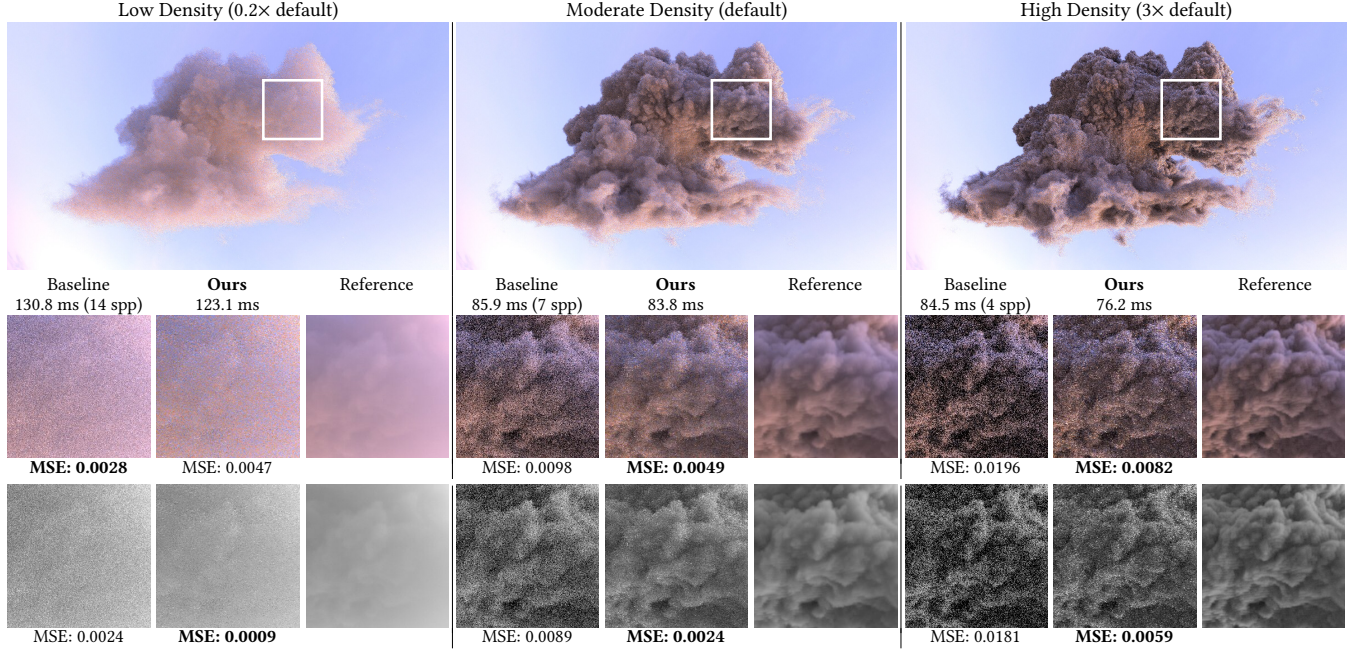 Low Density (0.2× default)
Moderate Density (default)
High Density (3× default)
Baseline
130.8 ms (14 spp)
Ours
123.1 ms
Reference
Baseline
85.9 ms (7 spp)
Ours
83.8 ms
Reference
Baseline
84.5 ms (4 spp)
Ours
76.2 ms
Reference
MSE: 0.0028
MSE: 0.0047
MSE: 0.0098
MSE: 0.0049
MSE: 0.0196
MSE: 0.0082
MSE: 0.0024
MSE: 0.0009
MSE: 0.0089
MSE: 0.0024
MSE: 0.0181
MSE: 0.0059